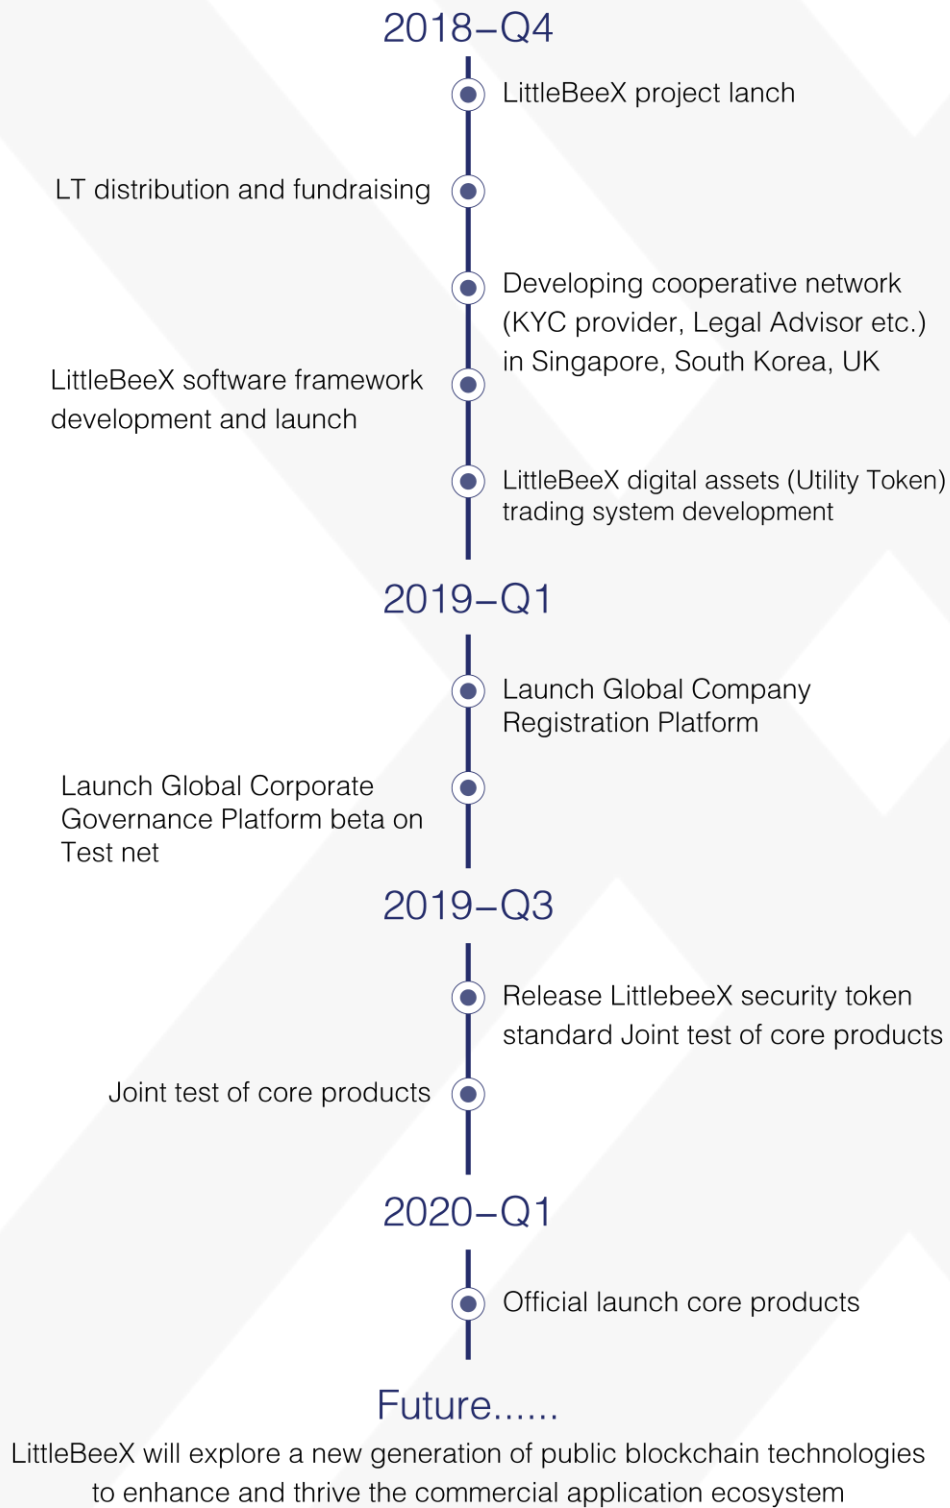 2018–Q4
LittleBeeX project lanch
LT distribution and fundraising
Developing cooperative network
(KYC provider, Legal Advisor etc.)
in Singapore, South Korea, UK
LittleBeeX software framework
development and launch
LittleBeeX digital assets (Utility Token)
trading system development
2019–Q1
Launch Global Company
Registration Platform
Launch Global Corporate
Governance Platform beta on
Test net
2019–Q3
Release LittlebeeX security token
standard Joint test of core products
Joint test of core products
2020–Q1
Official launch core products
Future......
LittleBeeX will explore a new generation of public blockchain technologies
to enhance and thrive the commercial application ecosystem